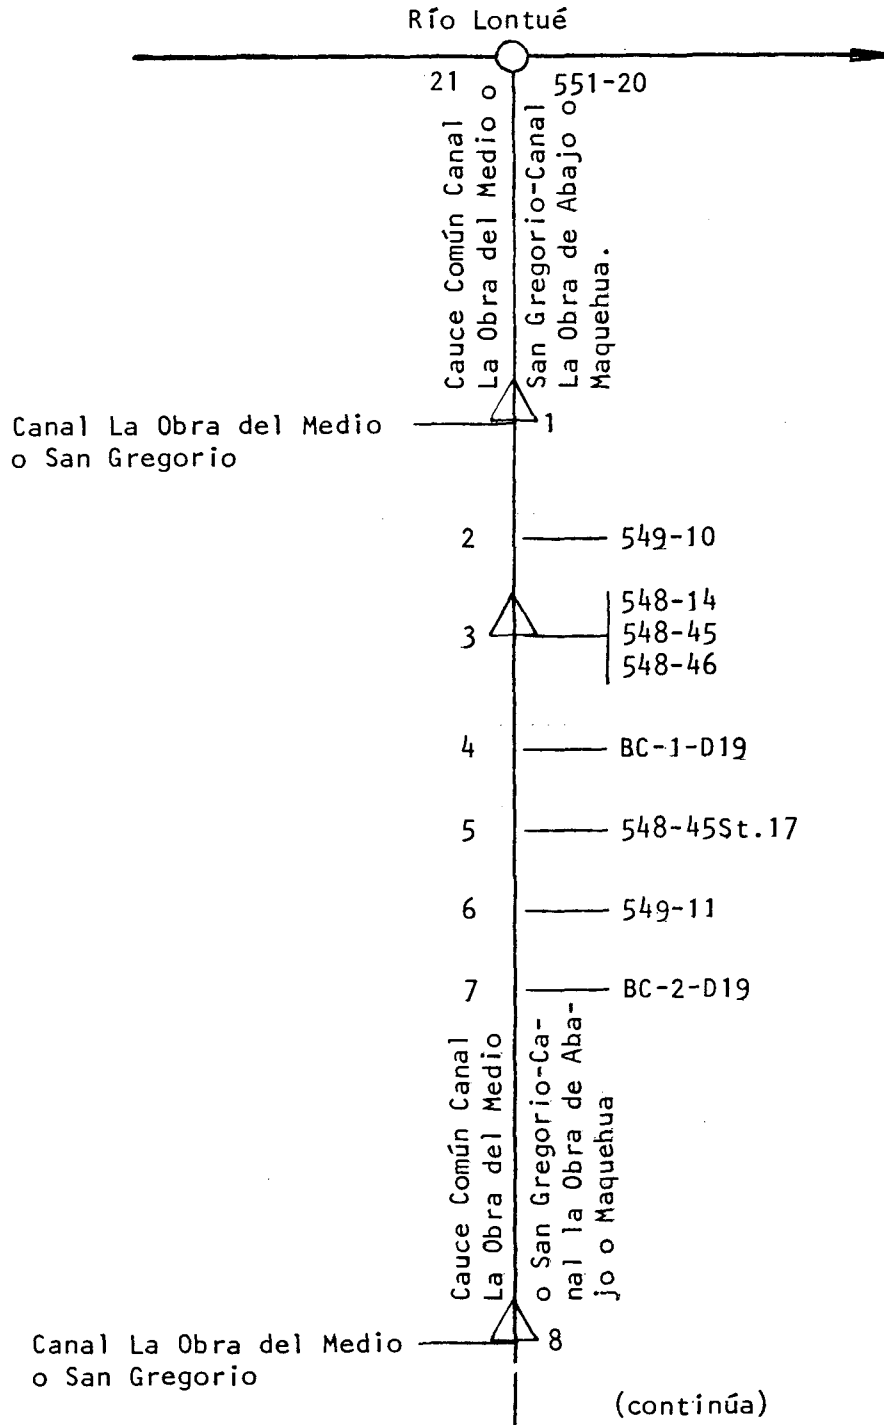 Río Lontué
21
551-20
Cauce Común Canal
La Obra del Medio o
San Gregorio-Canal
La Obra de Abajo o
Maquehua.
Canal La Obra del Medio
o San Gregorio
1
2
549-10
3
548-14
548-45
548-46
4
BC-1-D19
5
548-45St.17
6
549-11
7
BC-2-D19
Cauce Común Canal
La Obra del Medio
o San Gregorio-Ca-
nal la Obra de Aba-
jo o Maquehua
Canal La Obra del Medio
o San Gregorio
8
(continúa)